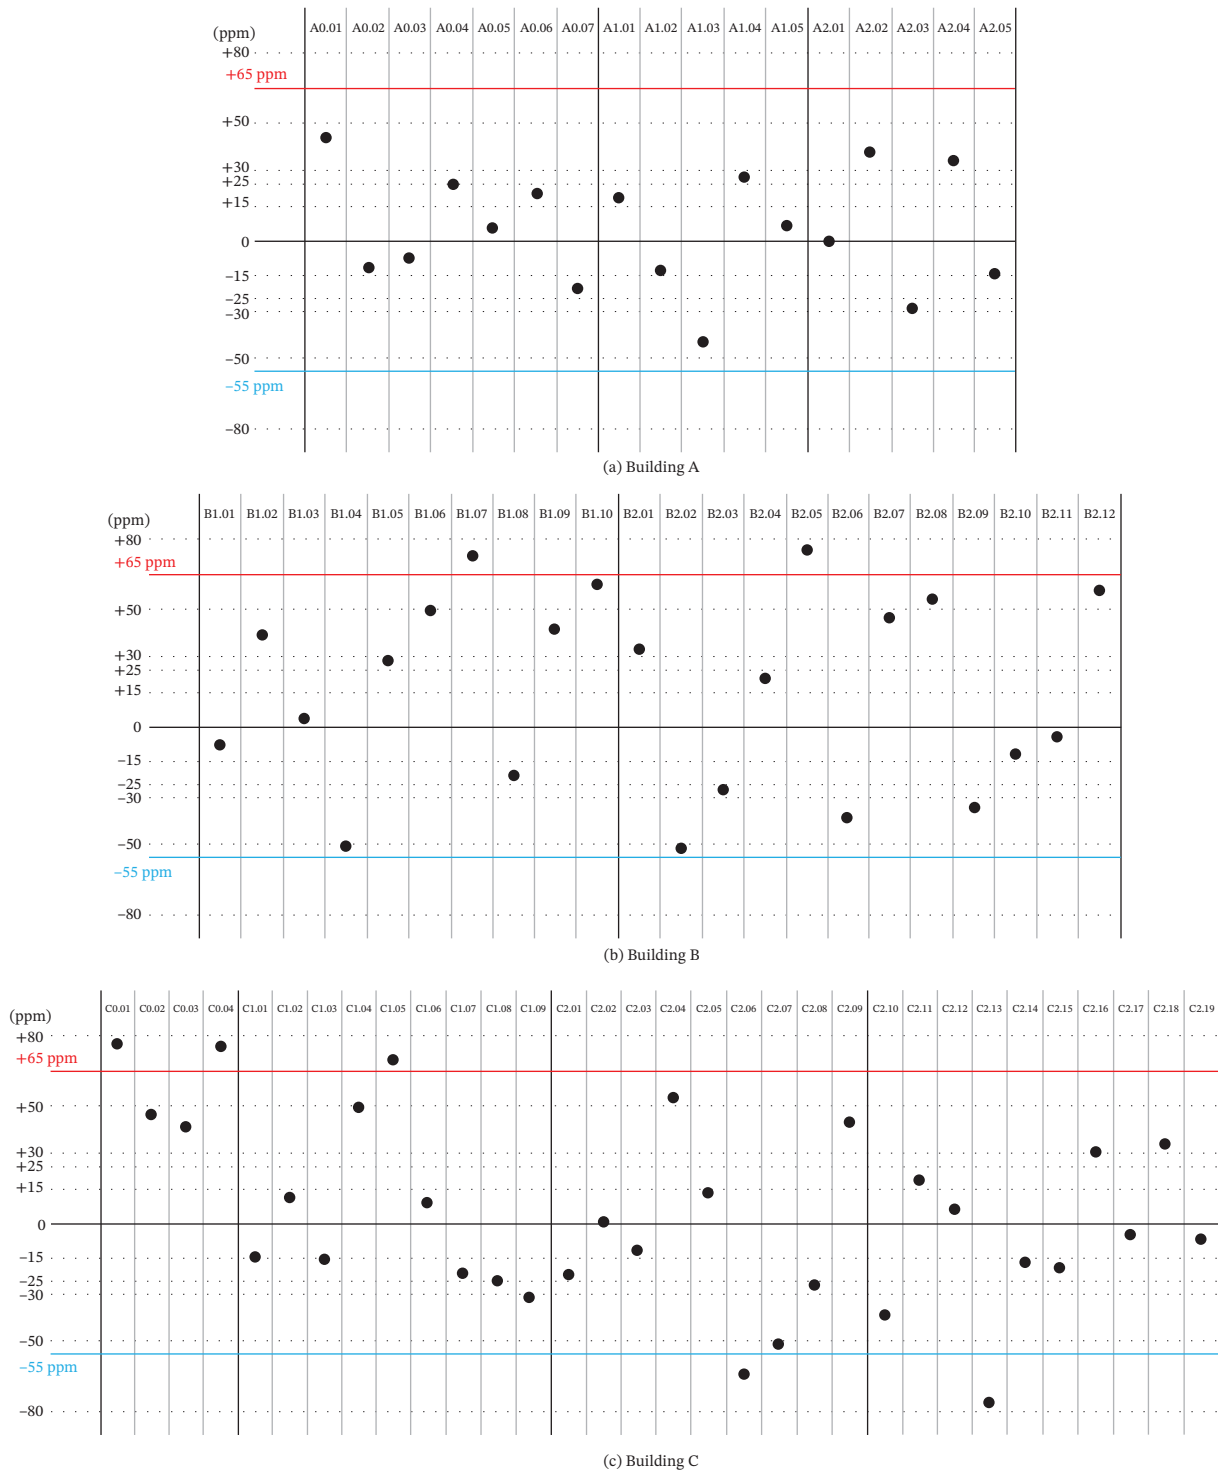 (ppm) A0.01 A0.02 A0.03 A0.04 A0.05 A0.06 A0.07 A1.01 A1.02 A1.03 A1.04 A1.05 A2.01 A2.02 A2.03 A2.04 A2.05
+80
+65 ppm
+50
+30
+25
+15
0
−15
−25
−30
−50
−55 ppm
−80
(a) Building A
(ppm) B1.01 B1.02 B1.03 B1.04 B1.05 B1.06 B1.07 B1.08 B1.09 B1.10 B2.01 B2.02 B2.03 B2.04 B2.05 B2.06 B2.07 B2.08 B2.09 B2.10 B2.11 B2.12
+80
+65 ppm
+50
+30
+25
+15
0
−15
−25
−30
−50
−55 ppm
−80
(b) Building B
(ppm) C0.01 C0.02 C0.03 C0.04 C1.01 C1.02 C1.03 C1.04 C1.05 C1.06 C1.07 C1.08 C1.09 C2.01 C2.02 C2.03 C2.04 C2.05 C2.06 C2.07 C2.08 C2.09 C2.10 C2.11 C2.12 C2.13 C2.14 C2.15 C2.16 C2.17 C2.18 C2.19
+80
+65 ppm
+50
+30
+25
+15
0
−15
−25
−30
−50
−55 ppm
−80
(c) Building C